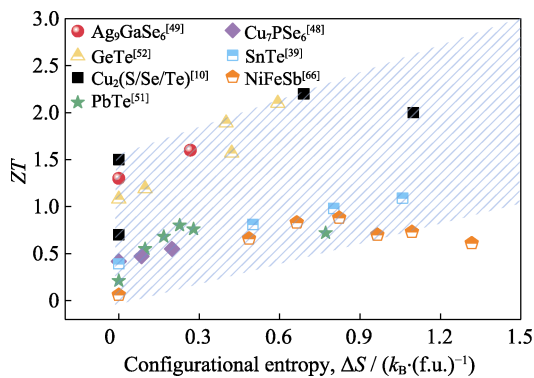 3.0
2.5
2.0
1.5
1.0
0.5
0
ZT
Ag₉GaSe₆[49]
Cu₇PSe₆[48]
GeTe[52]
SnTe[39]
Cu₂(S/Se/Te)[10]
NiFeSb[66]
PbTe[51]
0 0.3 0.6 0.9 1.2 1.5
Configurational entropy, ΔS / (k_B·(f.u.)⁻¹)